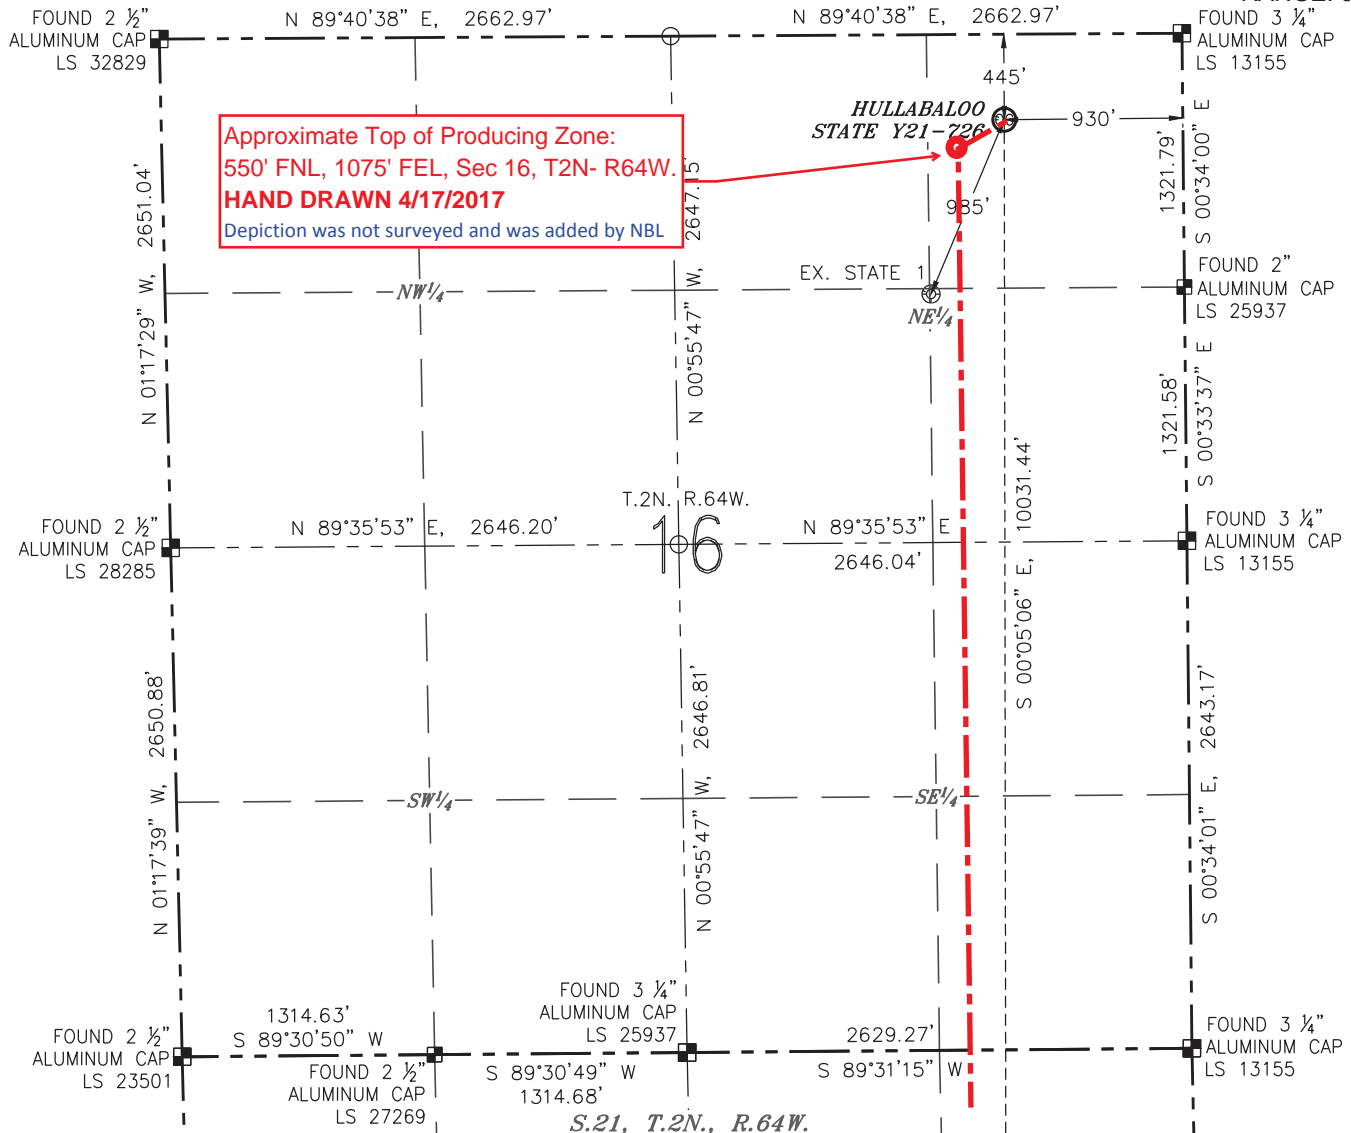 FOUND 2 ½"
ALUMINUM CAP
LS 32829
N 89°40'38" E, 2662.97'
N 89°40'38" E, 2662.97'
FOUND 3 ¼"
ALUMINUM CAP
LS 13155
445'
HULLABALOO
STATE Y21-726
930'
Approximate Top of Producing Zone:
550' FNL, 1075' FEL, Sec 16, T2N- R64W.
HAND DRAWN 4/17/2017
Depiction was not surveyed and was added by NBL
N 01°17'29" W, 2651.04'
N 00°55'47" W, 2647.15'
985'
1321.79'
S 00°34'00" E
EX. STATE 1
NW¼
NE¼
FOUND 2"
ALUMINUM CAP
LS 25937
1321.58'
S 00°33'37" E
T.2N. R.64W.
16
FOUND 2 ½"
ALUMINUM CAP
LS 28285
N 89°35'53" E, 2646.20'
N 89°35'53" E
2646.04'
S 00°05'06" E, 10031.44'
FOUND 3 ¼"
ALUMINUM CAP
LS 13155
N 01°17'39" W, 2650.88'
N 00°55'47" W, 2646.81'
S 00°34'01" E, 2643.17'
SW¼
SE¼
FOUND 2 ½"
ALUMINUM CAP
LS 23501
1314.63'
S 89°30'50" W
FOUND 2 ½"
ALUMINUM CAP
LS 27269
FOUND 3 ¼"
ALUMINUM CAP
LS 25937
S 89°30'49" W
1314.68'
2629.27'
S 89°31'15" W
FOUND 3 ¼"
ALUMINUM CAP
LS 13155
S.21, T.2N., R.64W.